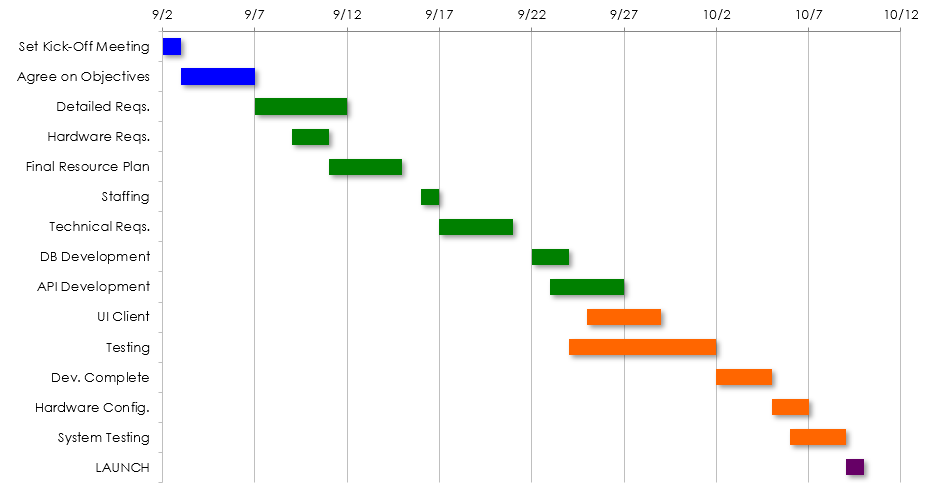 9/2 9/7 9/12 9/17 9/22 9/27 10/2 10/7 10/12
Set Kick-Off Meeting
Agree on Objectives
Detailed Reqs.
Hardware Reqs.
Final Resource Plan
Staffing
Technical Reqs.
DB Development
API Development
UI Client
Testing
Dev. Complete
Hardware Config.
System Testing
LAUNCH